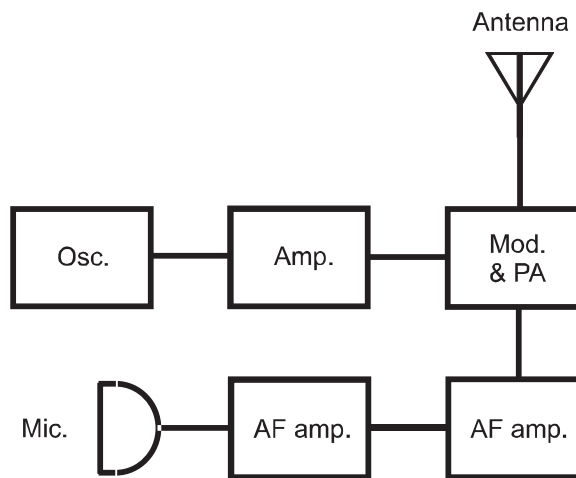 Antenna
Osc.
Amp.
Mod.
& PA
Mic.
AF amp.
AF amp.